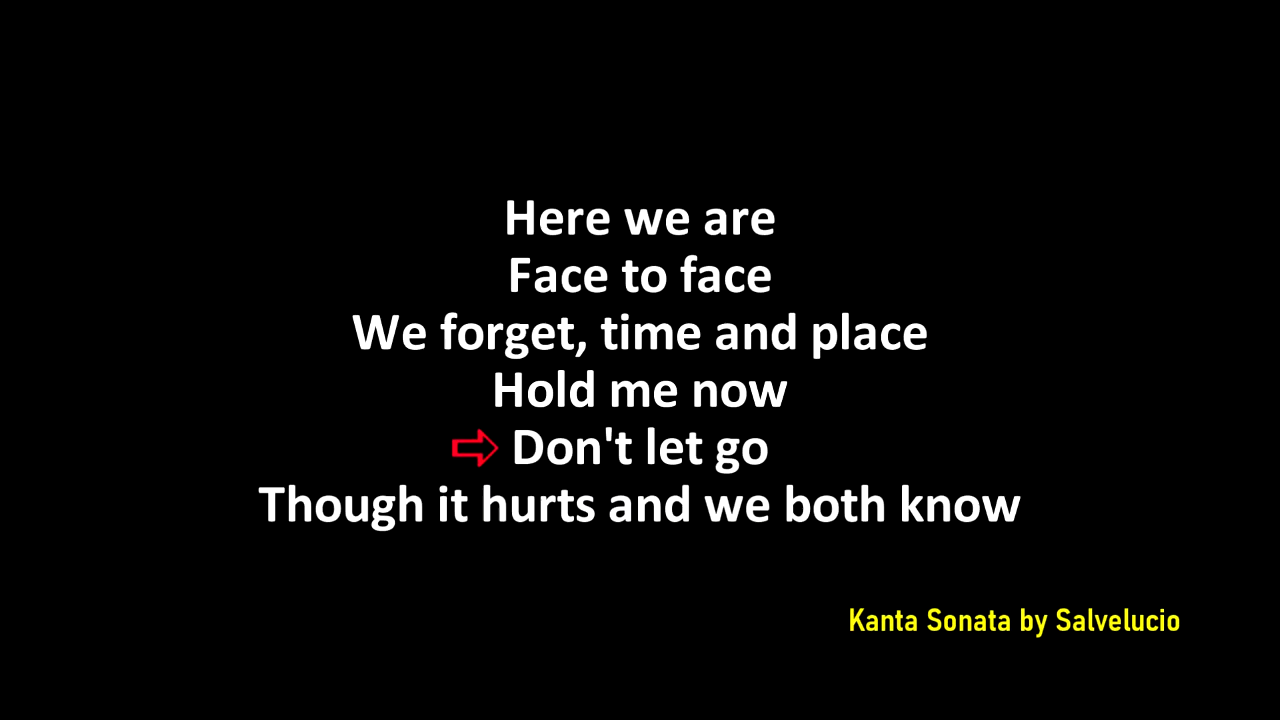 Here we are
Face to face
We forget, time and place
Hold me now
⇨ Don't let go
Though it hurts and we both know
Kanta Sonata by Salvelucio